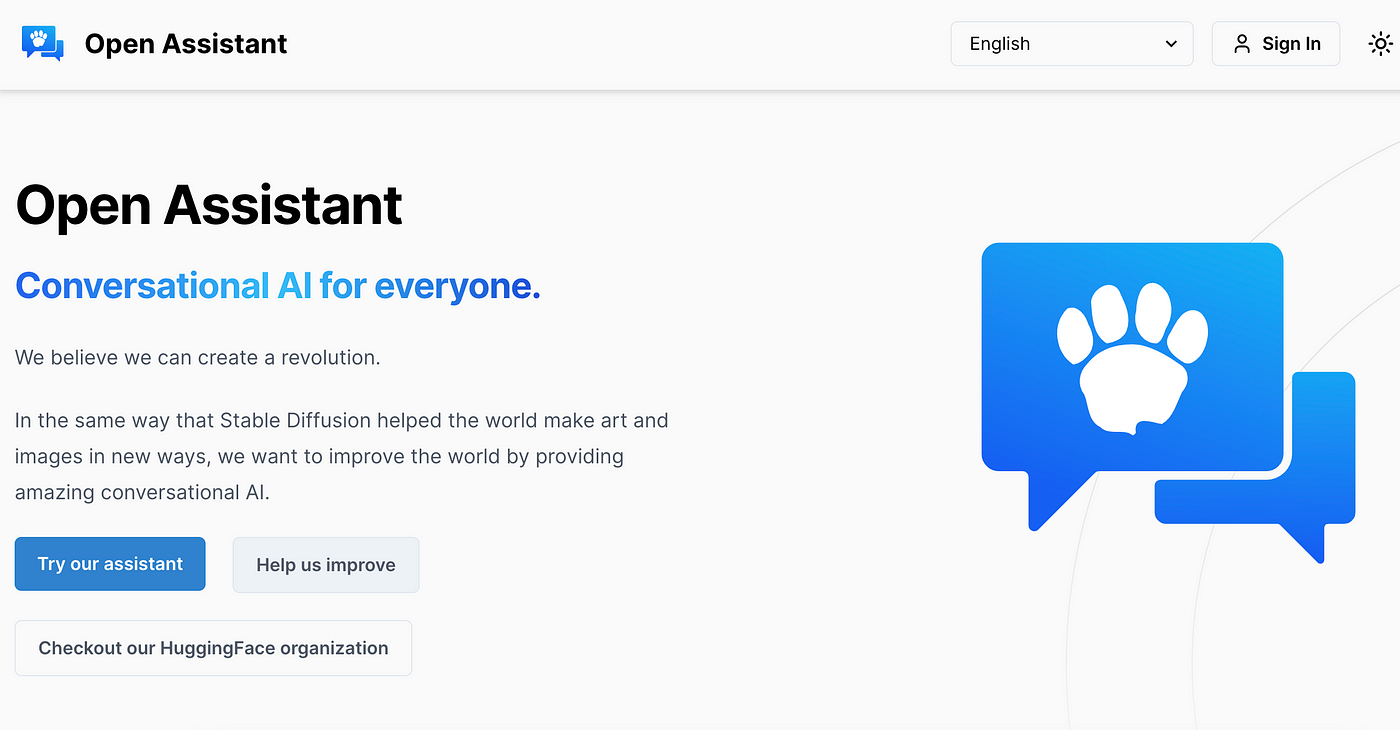 Open Assistant
English
Sign In
Open Assistant
Conversational AI for everyone.
We believe we can create a revolution.
In the same way that Stable Diffusion helped the world make art and
images in new ways, we want to improve the world by providing
amazing conversational AI.
Try our assistant
Help us improve
Checkout our HuggingFace organization